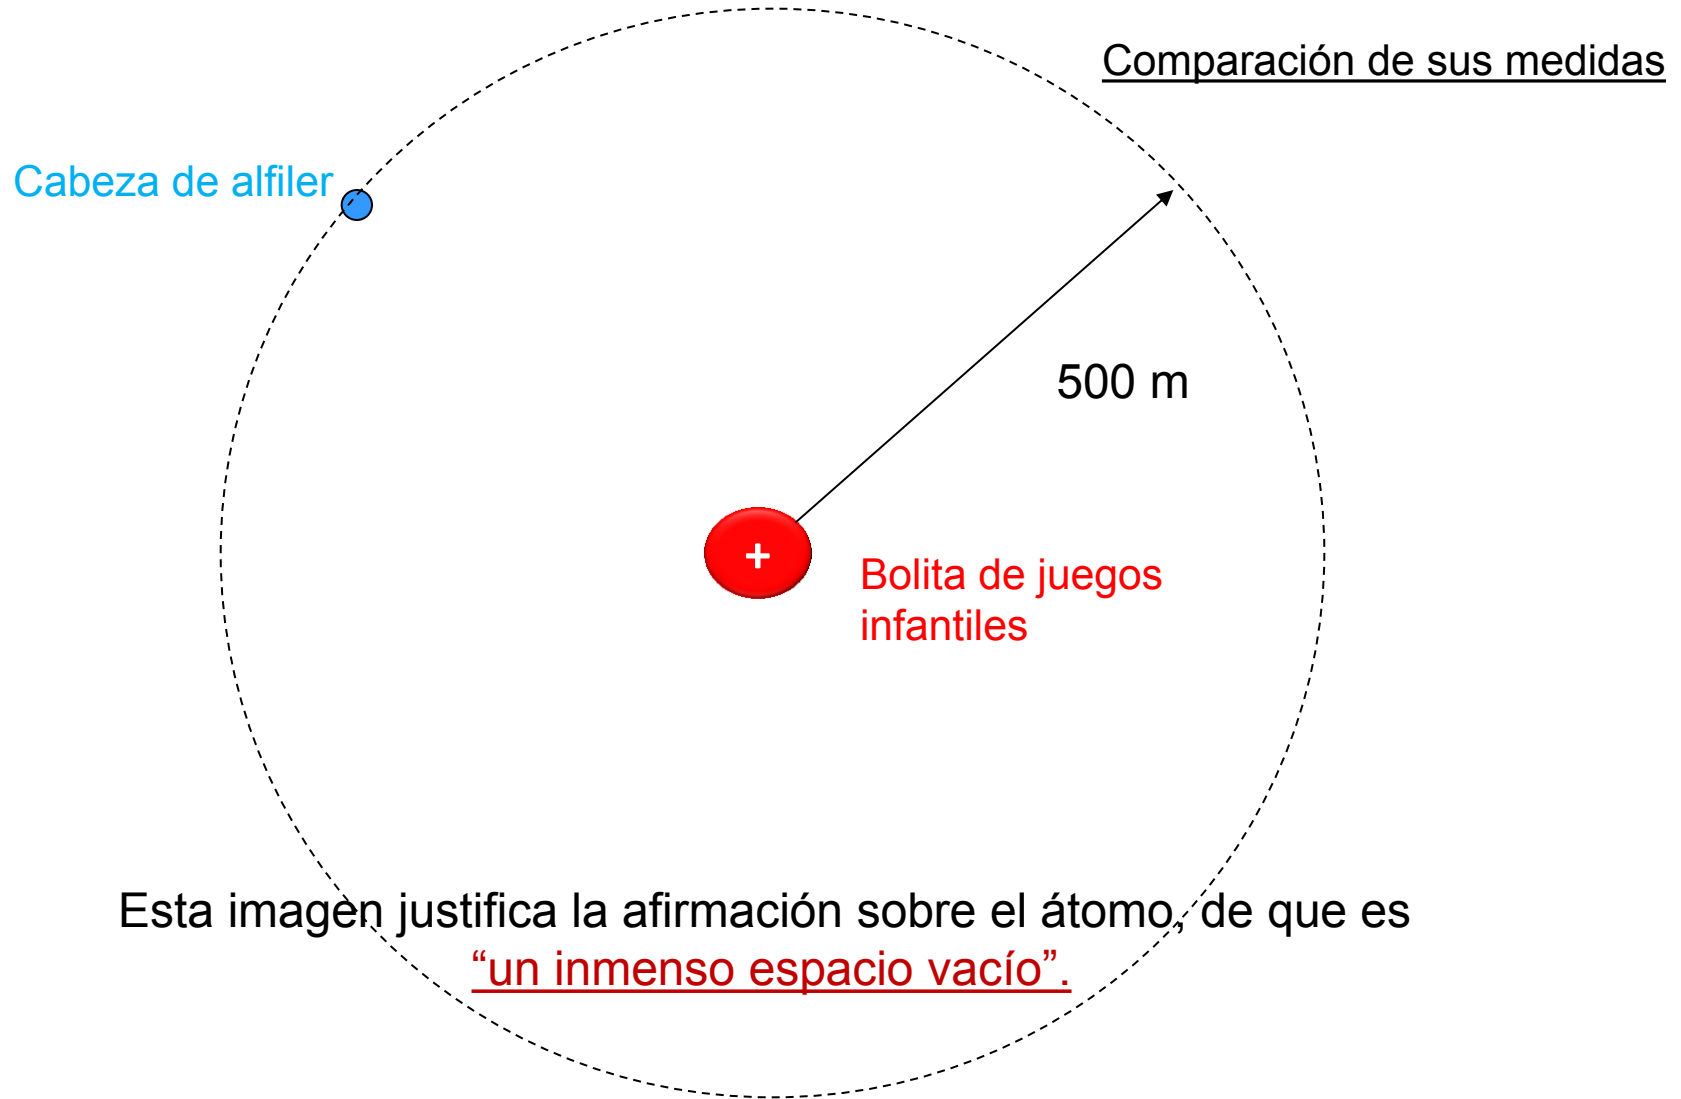 Comparación de sus medidas
Cabeza de alfiler
500 m
+
Bolita de juegos
infantiles
Esta imagen justifica la afirmación sobre el átomo, de que es
“un inmenso espacio vacío”.